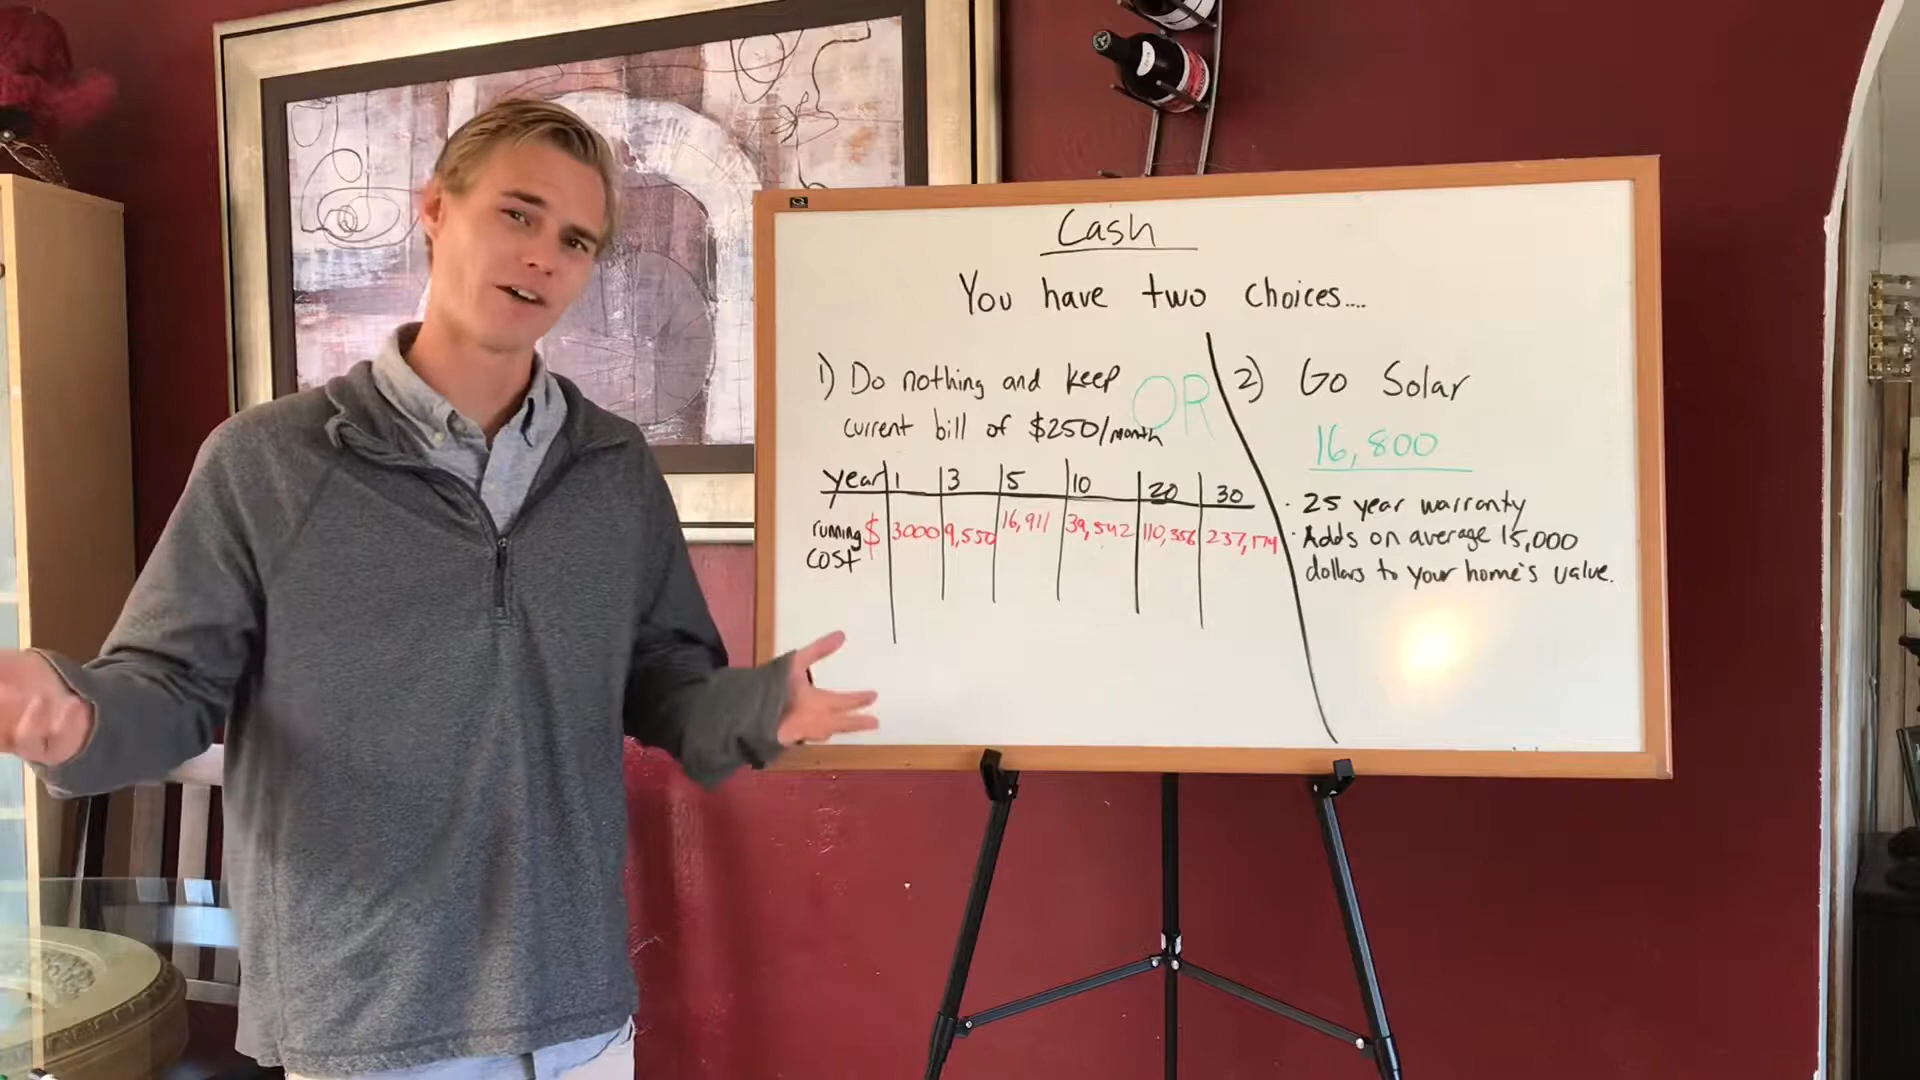 Cash
You have two choices....
1) Do nothing and keep
current bill of $250/month
OR
year 1 3 5 10 20 30
running cost $ 3000 9,550 16,911 39,542 110,356 237,174
2) Go Solar
16,800
· 25 year warranty
· Adds on average 15,000
dollars to your home's value.